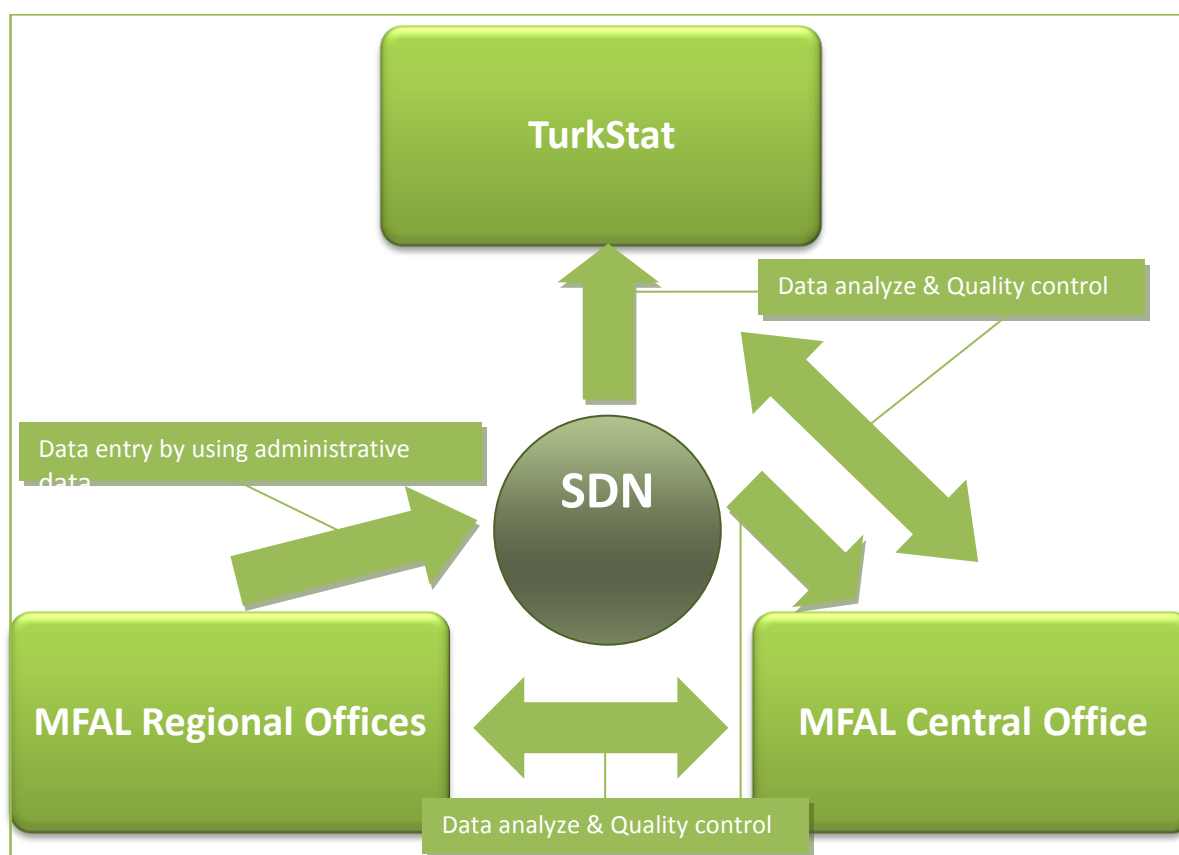 TurkStat
Data analyze & Quality control
Data entry by using administrative
data
SDN
MFAL Regional Offices
MFAL Central Office
Data analyze & Quality control